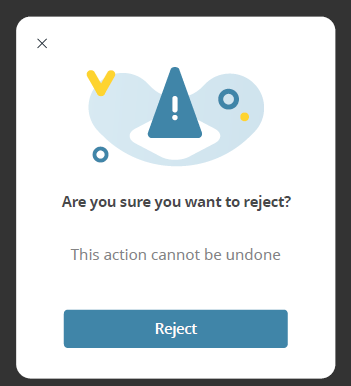 Are you sure you want to reject?
This action cannot be undone
Reject